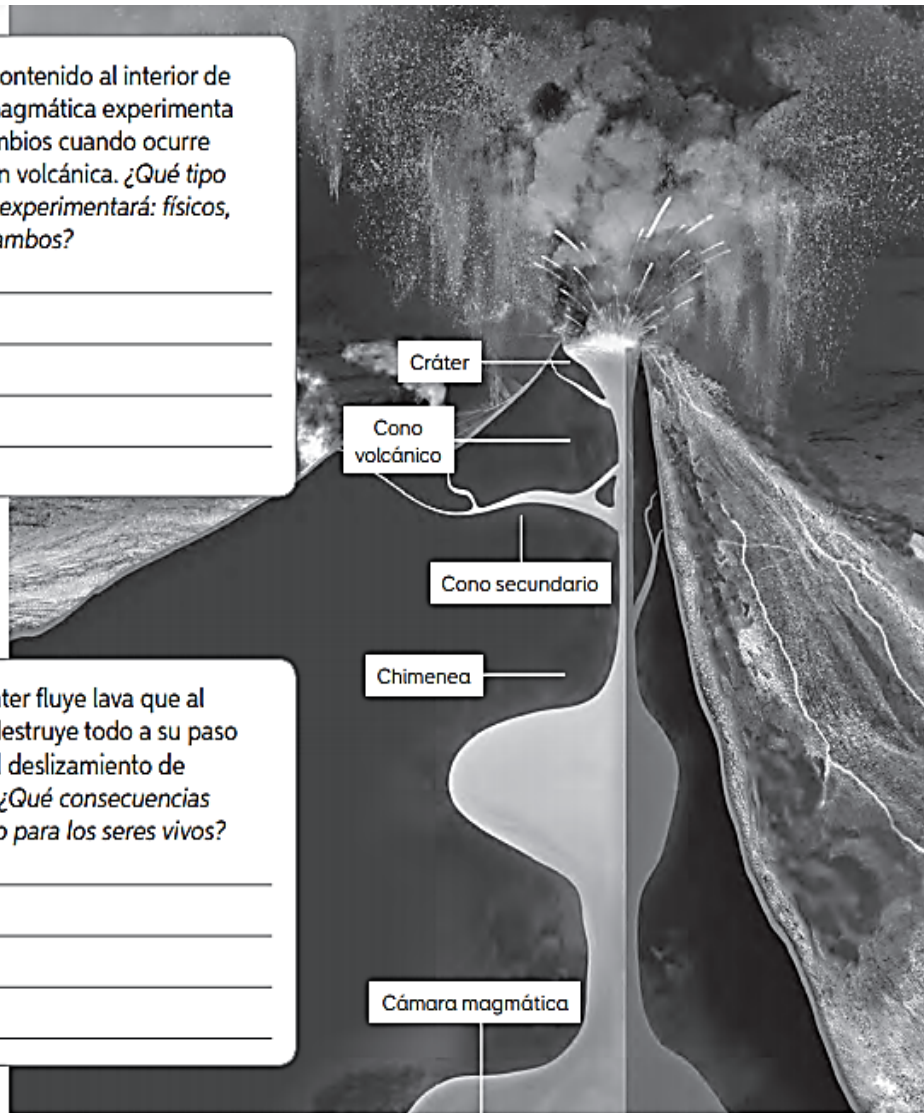 ontenido al interior de
agmática experimenta
mbios cuando ocurre
n volcánica. ¿Qué tipo
experimentará: físicos,
ambos?
Cráter
Cono
volcánico
Cono secundario
Chimenea
ter fluye lava que al
destruye todo a su paso
l deslizamiento de
¿Qué consecuencias
o para los seres vivos?
Cámara magmática